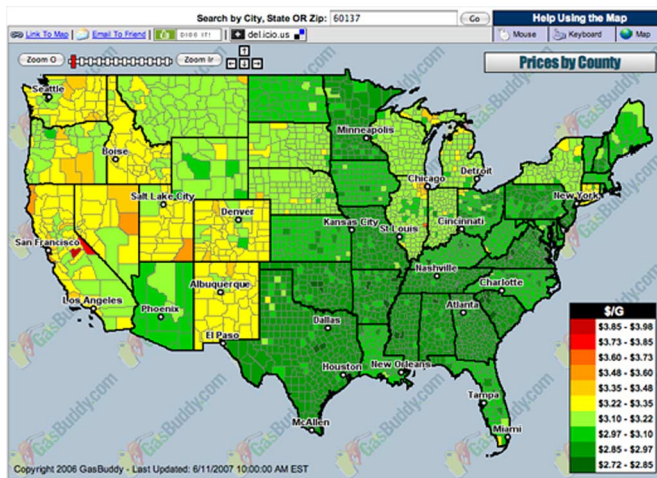 Search by City, State OR Zip: 60137 Go
Help Using the Map
Link To Map Email To Friend DIGG IT! del.icio.us
Mouse Keyboard Map
Zoom O Zoom Ir
Prices by County
Seattle
Minneapolis
Boise
Detroit
Chicago
Salt Lake City
New York
Denver
Cincinnati
Kansas City
St Louis
San Francisco
Nashville
Albuquerque
Charlotte
Los Angeles
Phoenix
Atlanta
Dallas
El Paso
Houston
New Orleans
Tampa
McAllen
Miami
$/G
$3.85 - $3.98
$3.73 - $3.85
$3.60 - $3.73
$3.48 - $3.60
$3.35 - $3.48
$3.22 - $3.35
$3.10 - $3.22
$2.97 - $3.10
$2.85 - $2.97
$2.72 - $2.85
GasBuddy.com
Copyright 2006 GasBuddy - Last Updated: 6/11/2007 10:00:00 AM EST